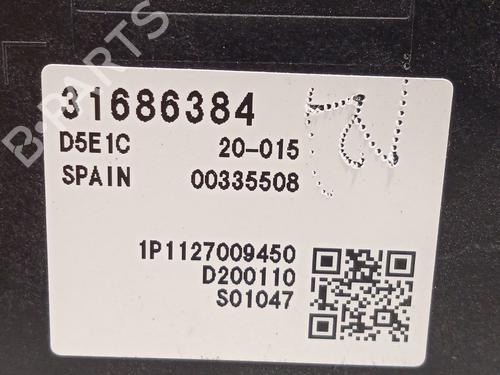 B-PARTS
31686384
D5E1C 20-015
SPAIN 00335508
1P1127009450
D200110
S01047